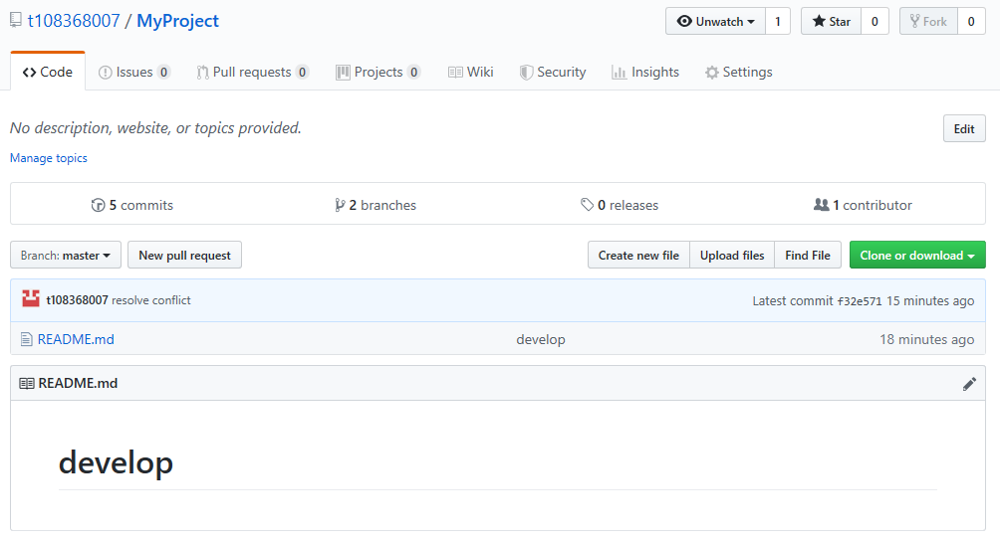 t108368007 / MyProject
Unwatch 1 Star 0 Fork 0
Code Issues 0 Pull requests 0 Projects 0 Wiki Security Insights Settings
No description, website, or topics provided.
Edit
Manage topics
5 commits 2 branches 0 releases 1 contributor
Branch: master New pull request Create new file Upload files Find File Clone or download
t108368007 resolve conflict Latest commit f32e571 15 minutes ago
README.md develop 18 minutes ago
README.md
develop